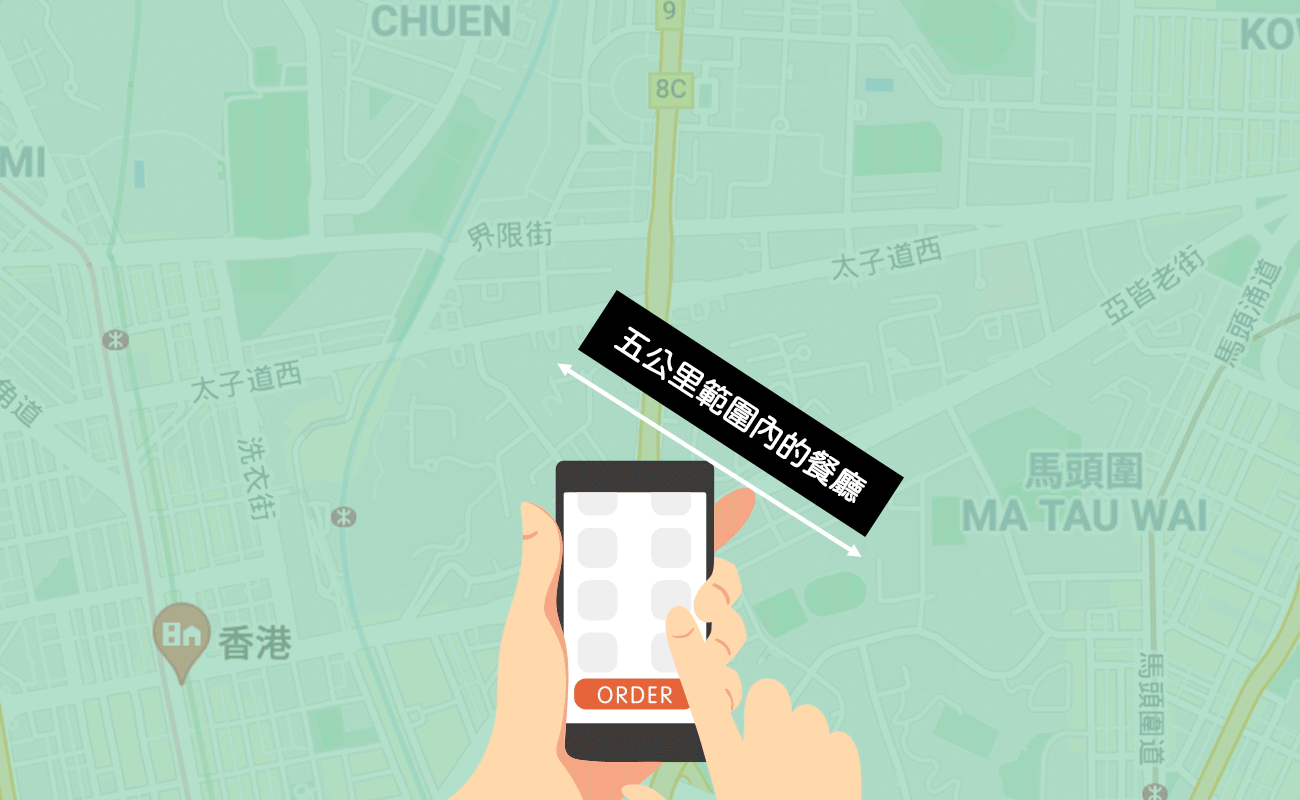 CHUEN
9
KOW
8C
MI
界限街
太子道西
亞皆老街
馬頭涌道
五公里範圍內的餐廳
太子道西
角道
洗衣街
馬頭圍
MA TAU WAI
香港
馬頭圍道
ORDER